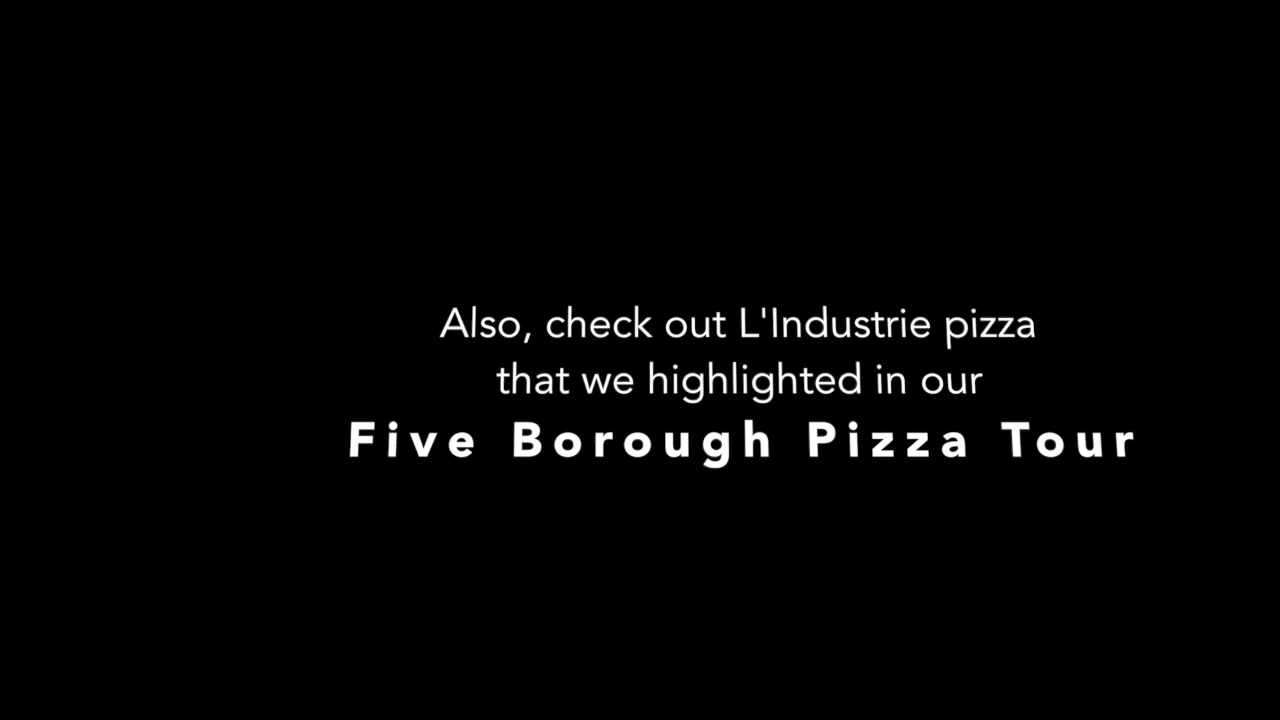 Also, check out L'Industrie pizza
that we highlighted in our
Five Borough Pizza Tour